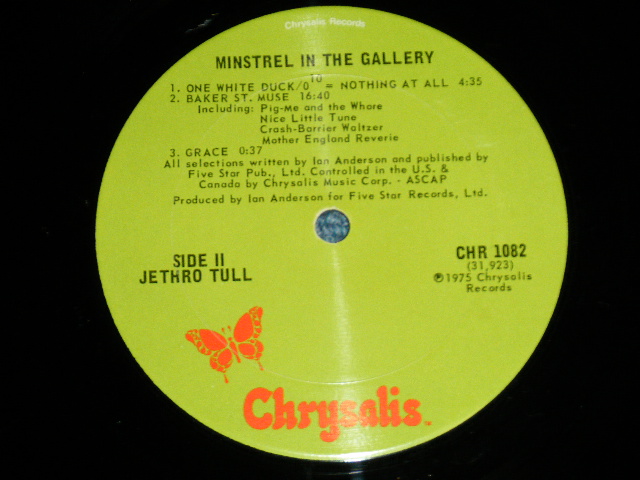 Chrysalis Records
MINSTREL IN THE GALLERY
1. ONE WHITE DUCK/0¹⁰ = NOTHING AT ALL 4:35
2. BAKER ST. MUSE 16:40
Including: Pig-Me and the Whore
Nice Little Tune
Crash-Barrier Waltzer
Mother England Reverie
3. GRACE 0:37
All selections written by Ian Anderson and published by
Five Star Pub., Ltd. Controlled in the U.S. &
Canada by Chrysalis Music Corp. - ASCAP
Produced by Ian Anderson for Five Star Records, Ltd.
SIDE II
JETHRO TULL
CHR 1082
(31,923)
℗1975 Chrysalis
Records
Chrysalis™